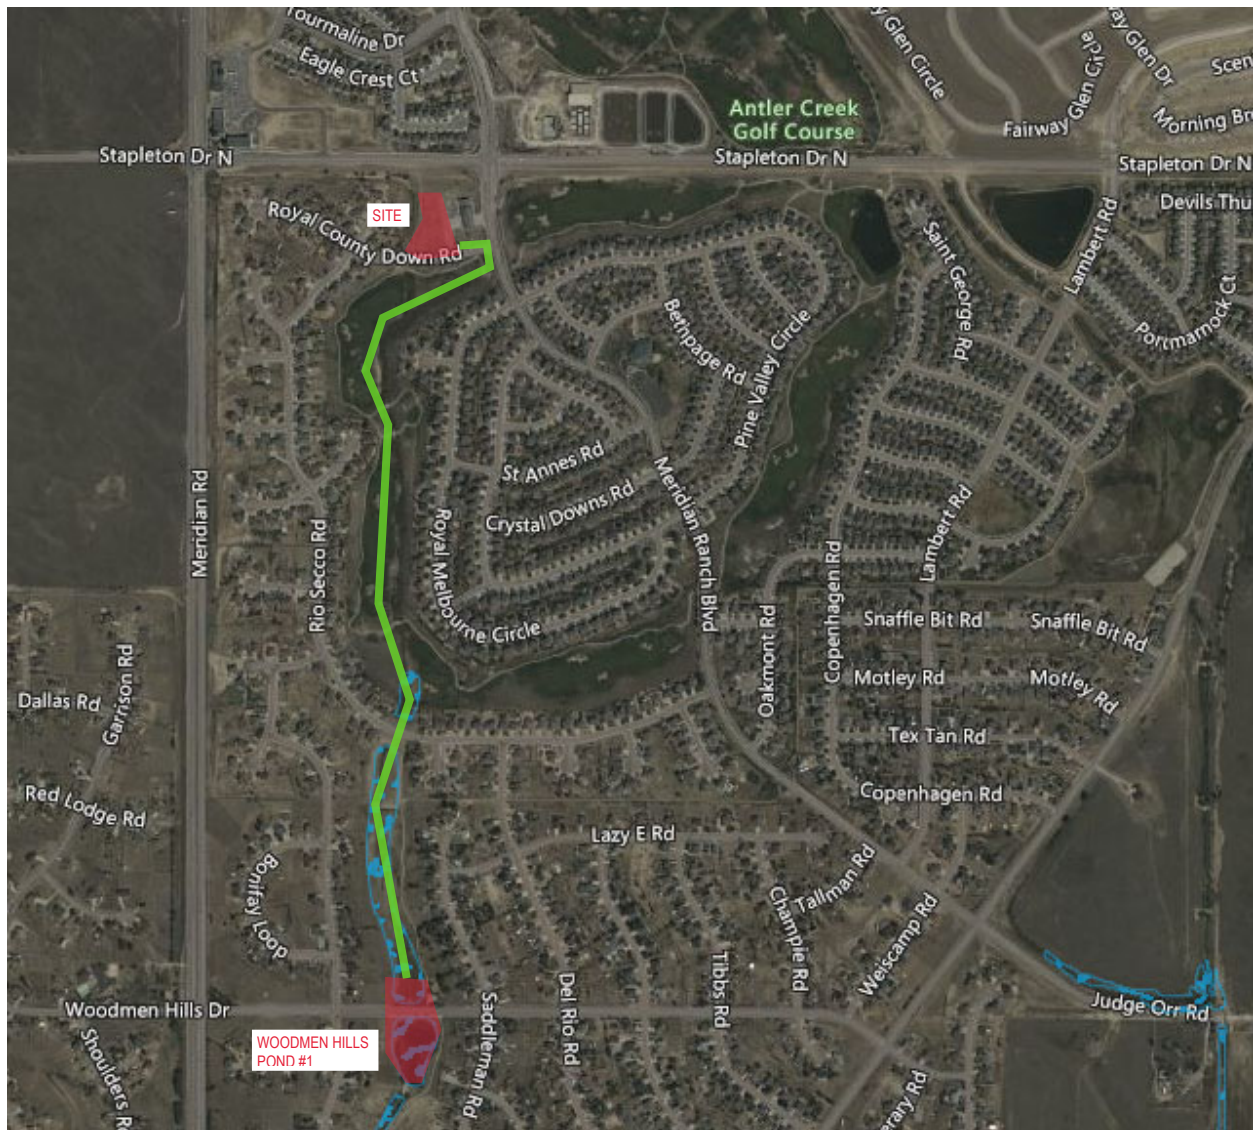 Tourmaline Dr
Eagle Crest Ct
Glen Circle
Fairway Glen Circle
Glen Dr
Morning
Antler Creek
Golf Course
Stapleton Dr N
Stapleton Dr N
Stapleton Dr N
Devils Thu
SITE
Royal County Down Rd
Saint George Rd
Lambert Rd
Portmarnock Ct
Bethpage Rd
Pine Valley Circle
St Annes Rd
Crystal Downs Rd
Meridian Rd
Rio Secco Rd
Royal Melbourne Circle
Meridian Ranch Blvd
Lambert Rd
Copenhagen Rd
Oakmont Rd
Snaffle Bit Rd
Snaffle Bit Rd
Motley Rd
Motley Rd
Tex Tan Rd
Copenhagen Rd
Dallas Rd
Garrison Rd
Red Lodge Rd
Bonifay Loop
Lazy E Rd
Tallman Rd
Champie Rd
Weiscamp Rd
Tibbs Rd
Del Rio Rd
Saddleman Rd
Woodmen Hills Dr
Judge Orr Rd
WOODMEN HILLS
POND #1
Shoulders R
erary Rd